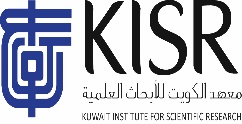 KISR
معهد الكويت للأبحاث العلمية
KUWAIT INSTITUTE FOR SCIENTIFIC RESEARCH